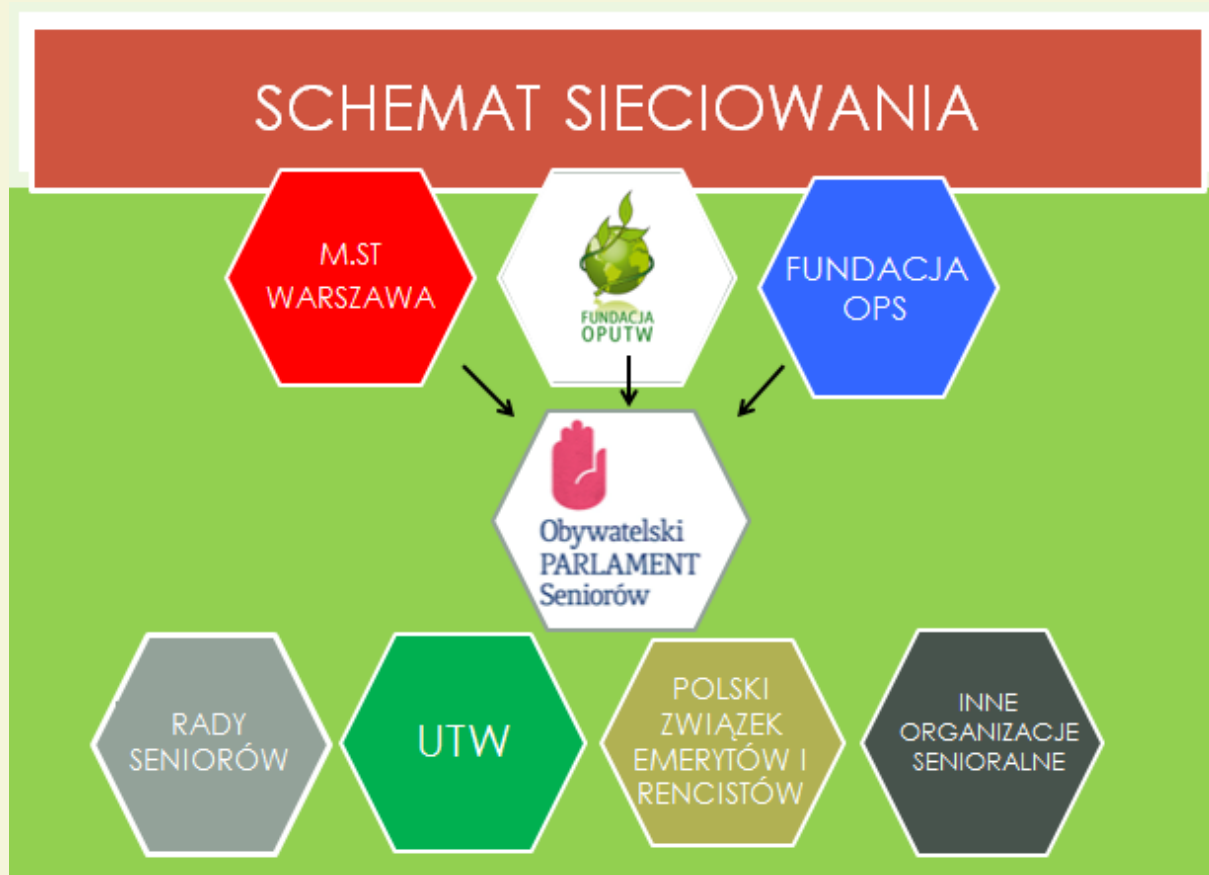 SCHEMAT SIECIOWANIA
M.ST
WARSZAWA
FUNDACJA
OPUTW
FUNDACJA
OPS
Obywatelski
PARLAMENT
Seniorów
RADY
SENIORÓW
UTW
POLSKI
ZWIĄZEK
EMERYTÓW I
RENCISTÓW
INNE
ORGANIZACJE
SENIORALNE